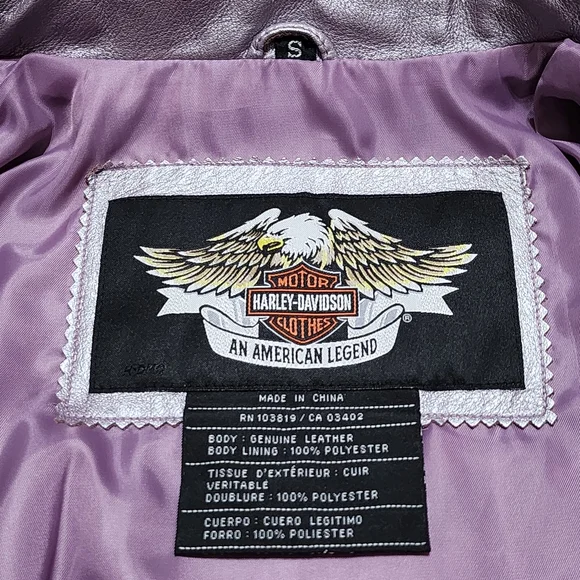 S
MOTOR
HARLEY-DAVIDSON
CLOTHES
®
AN AMERICAN LEGEND
MADE IN CHINA
RN 103819 / CA 03402
BODY : GENUINE LEATHER
BODY LINING : 100% POLYESTER
TISSUE D'EXTÉRIEUR : CUIR
VERITABLE
DOUBLURE : 100% POLYESTER
CUERPO : CUERO LEGITIMO
FORRO : 100% POLIESTER